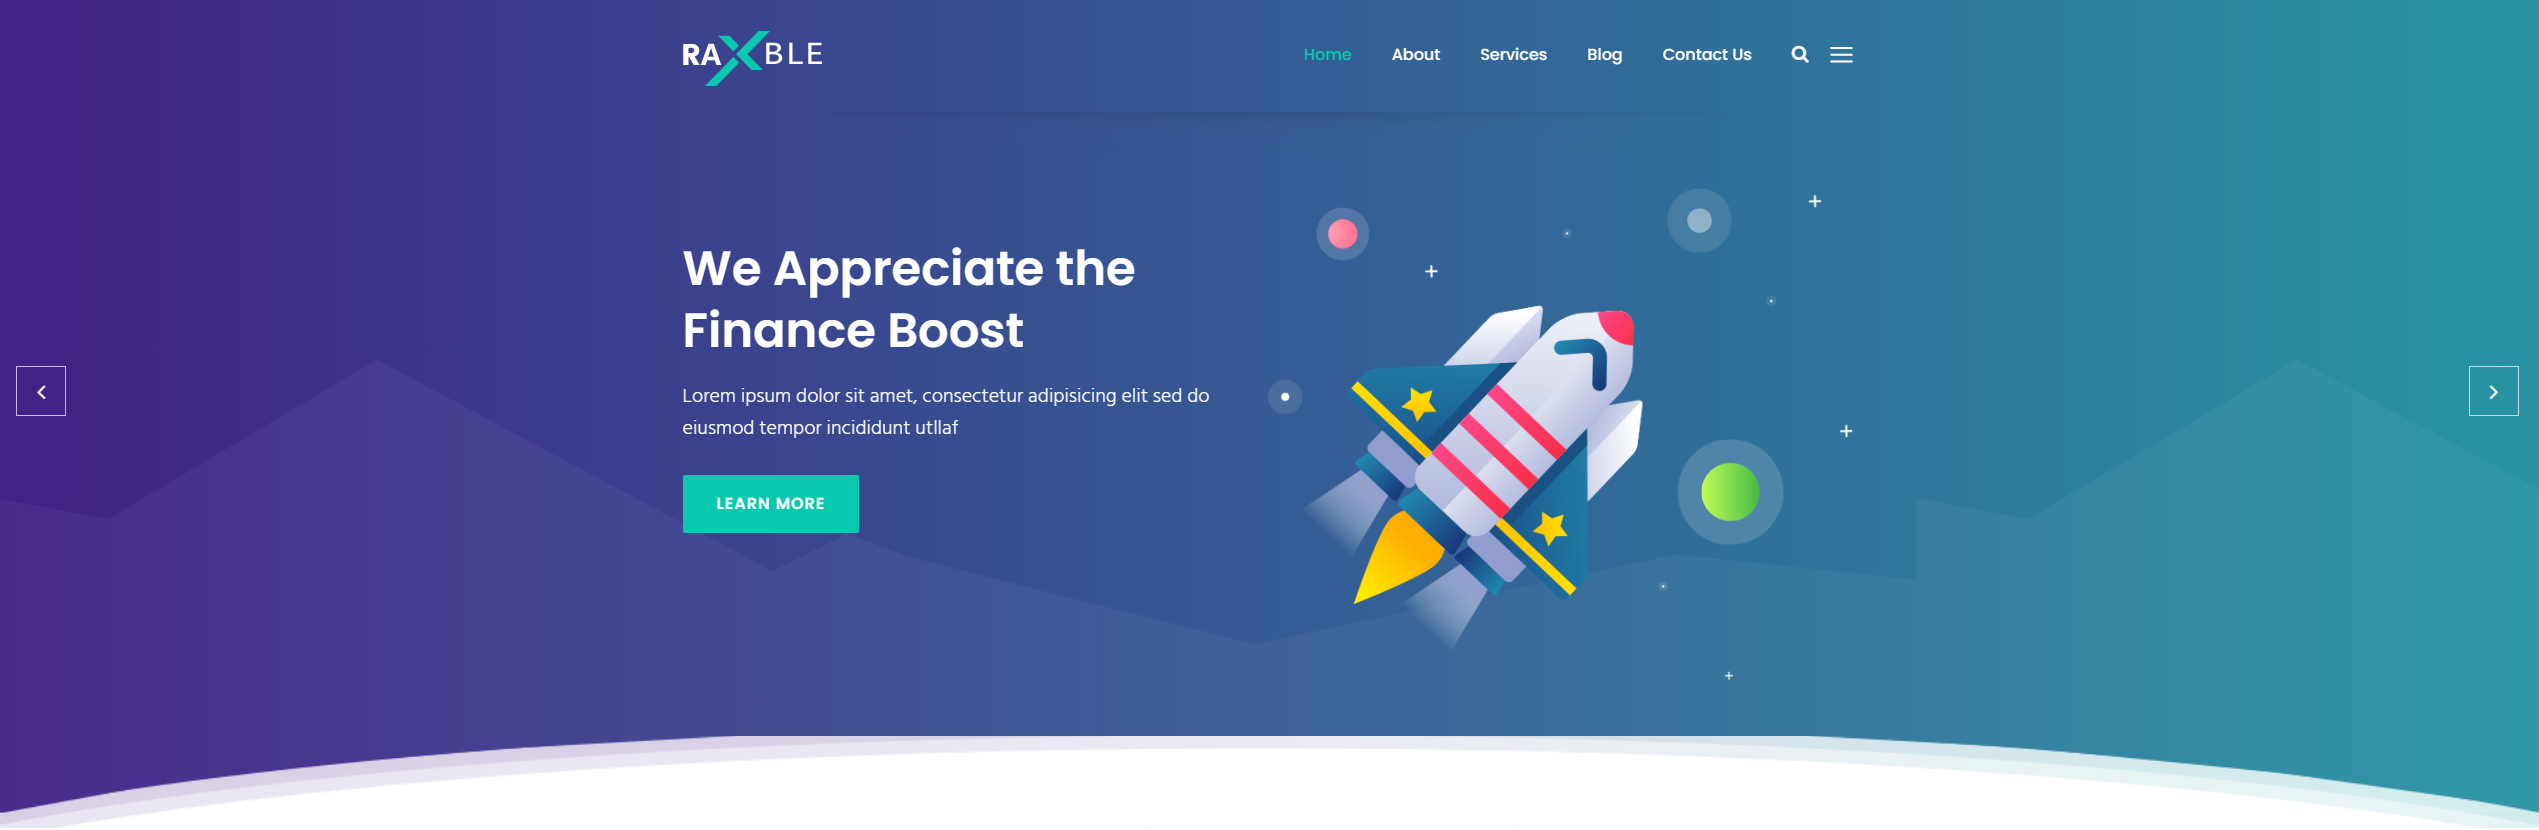 RAXBLE
Home About Services Blog Contact Us
We Appreciate the
Finance Boost
Lorem ipsum dolor sit amet, consectetur adipisicing elit sed do
eiusmod tempor incididunt utllaf
LEARN MORE